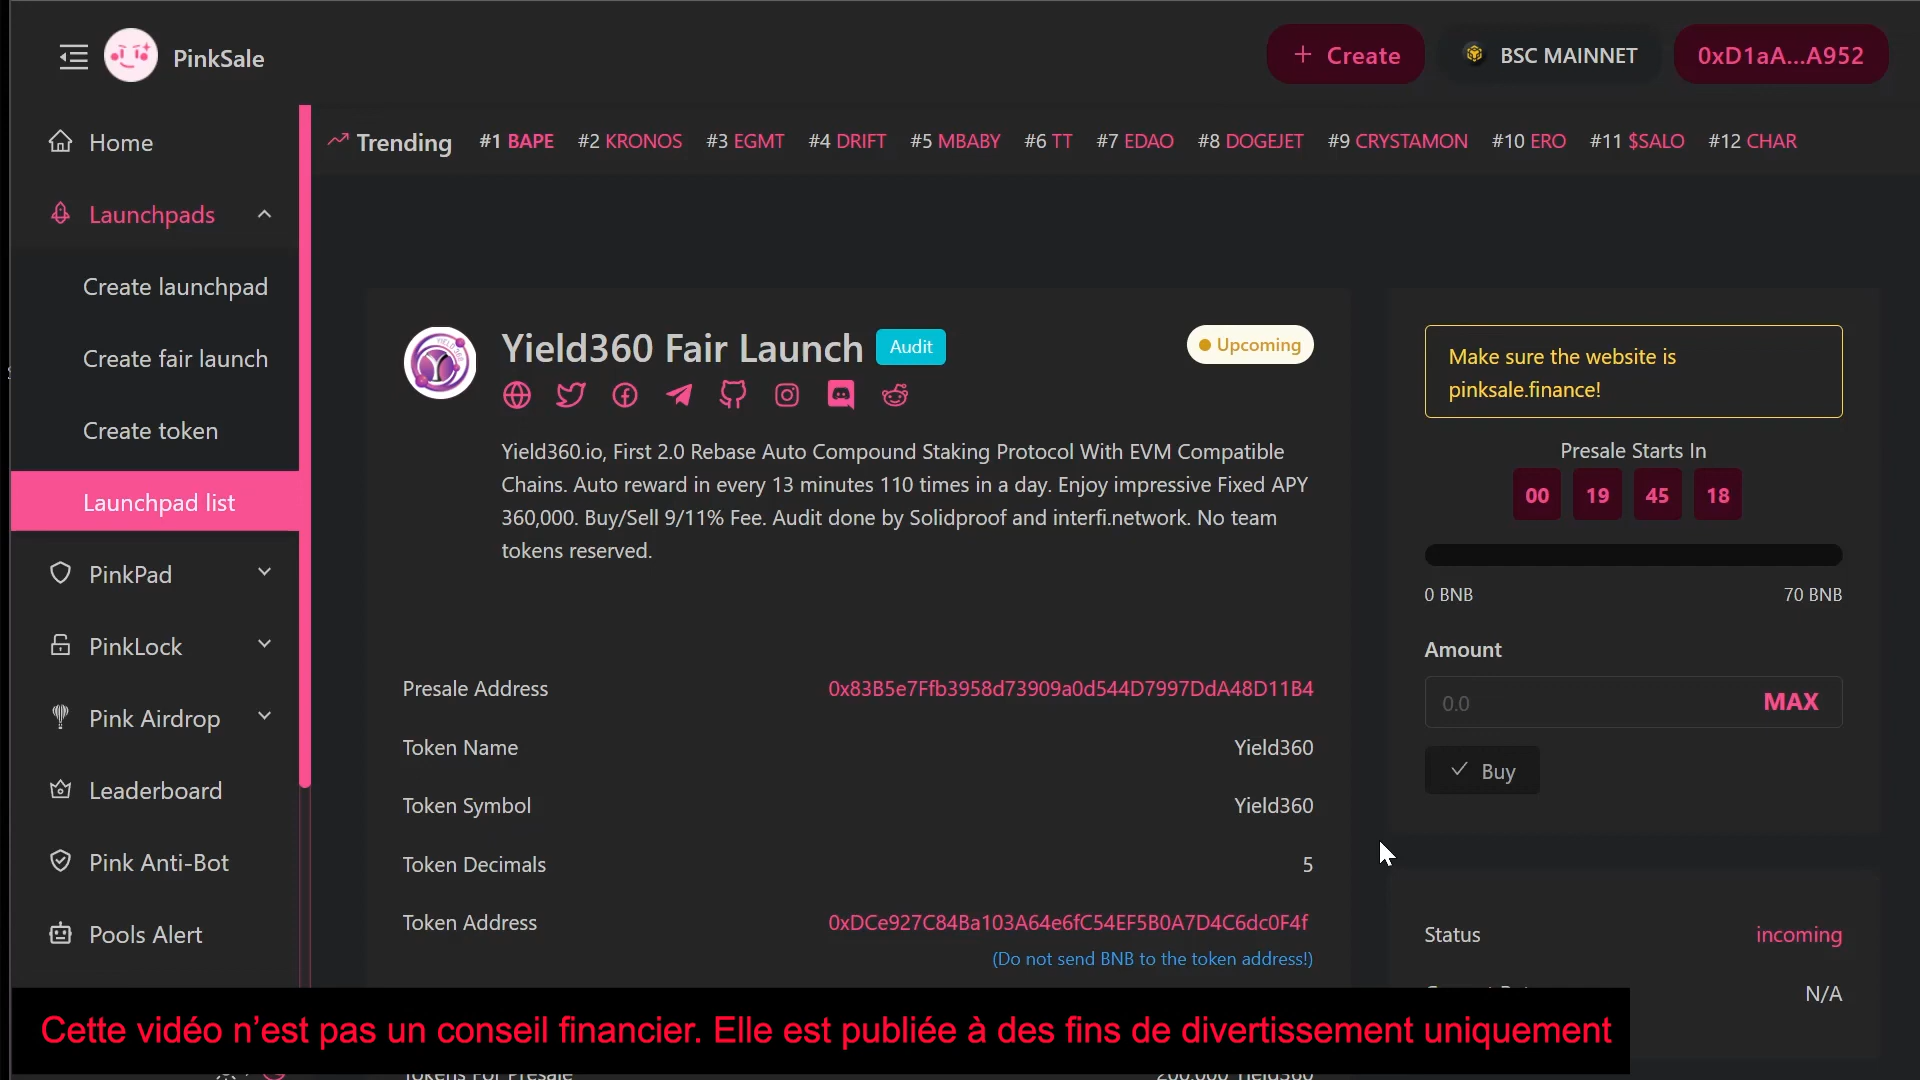 PinkSale
+ Create
BSC MAINNET
0xD1aA...A952
Home
Launchpads
Create launchpad
Create fair launch
Create token
Launchpad list
PinkPad
PinkLock
Pink Airdrop
Leaderboard
Pink Anti-Bot
Pools Alert
Trending #1 BAPE #2 KRONOS #3 EGMT #4 DRIFT #5 MBABY #6 TT #7 EDAO #8 DOGEJET #9 CRYSTAMON #10 ERO #11 $SALO #12 CHAR
Yield360 Fair Launch Audit
Upcoming
Yield360.io, First 2.0 Rebase Auto Compound Staking Protocol With EVM Compatible
Chains. Auto reward in every 13 minutes 110 times in a day. Enjoy impressive Fixed APY
360,000. Buy/Sell 9/11% Fee. Audit done by Solidproof and interfi.network. No team
tokens reserved.
Presale Address 0x83B5e7Ffb3958d73909a0d544D7997DdA48D11B4
Token Name Yield360
Token Symbol Yield360
Token Decimals 5
Token Address 0xDCe927C84Ba103A64e6fC54EF5B0A7D4C6dc0F4f
(Do not send BNB to the token address!)
Tokens For Presale 200,000 Yield360
Make sure the website is
pinksale.finance!
Presale Starts In
00 19 45 18
0 BNB 70 BNB
Amount
0.0 MAX
Buy
Status incoming
N/A
Cette vidéo n’est pas un conseil financier. Elle est publiée à des fins de divertissement uniquement